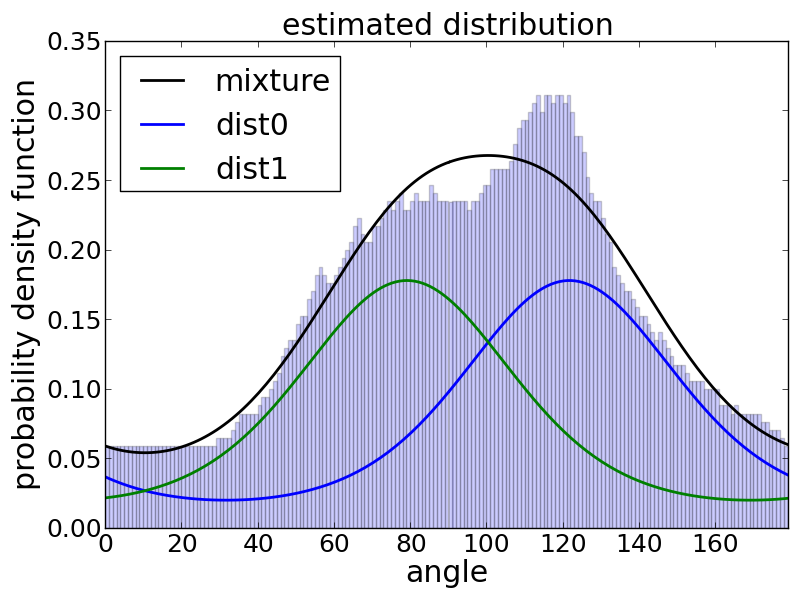 estimated distribution
probability density function
0.35
0.30
0.25
0.20
0.15
0.10
0.05
0.00
mixture
dist0
dist1
0 20 40 60 80 100 120 140 160
angle